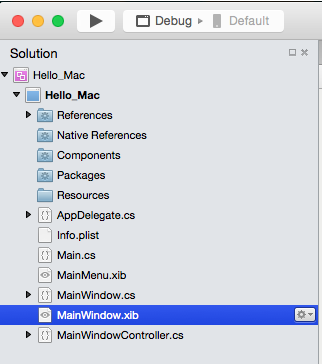 Debug › Default
Solution
Hello_Mac
Hello_Mac
References
Native References
Components
Packages
Resources
AppDelegate.cs
Info.plist
Main.cs
MainMenu.xib
MainWindow.cs
MainWindow.xib
MainWindowController.cs